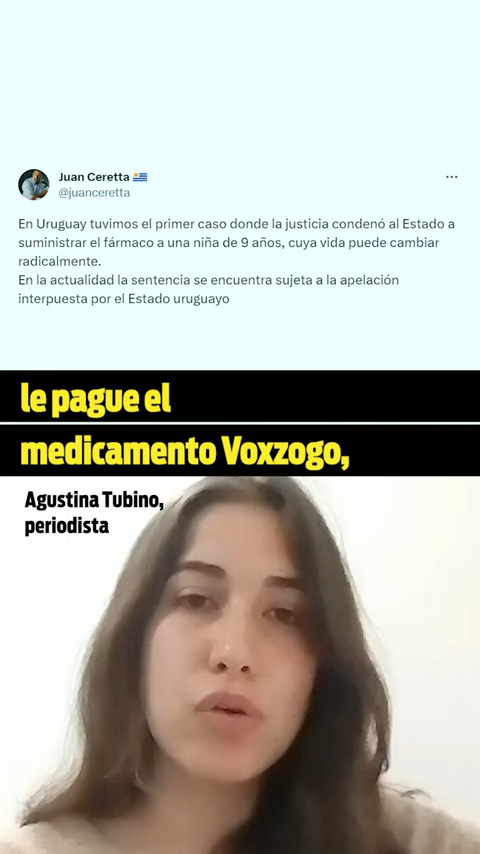 Juan Ceretta 🇺🇾
@juanceretta
En Uruguay tuvimos el primer caso donde la justicia condenó al Estado a
suministrar el fármaco a una niña de 9 años, cuya vida puede cambiar
radicalmente.
En la actualidad la sentencia se encuentra sujeta a la apelación
interpuesta por el Estado uruguayo
le pague el
medicamento Voxzogo,
Agustina Tubino,
periodista